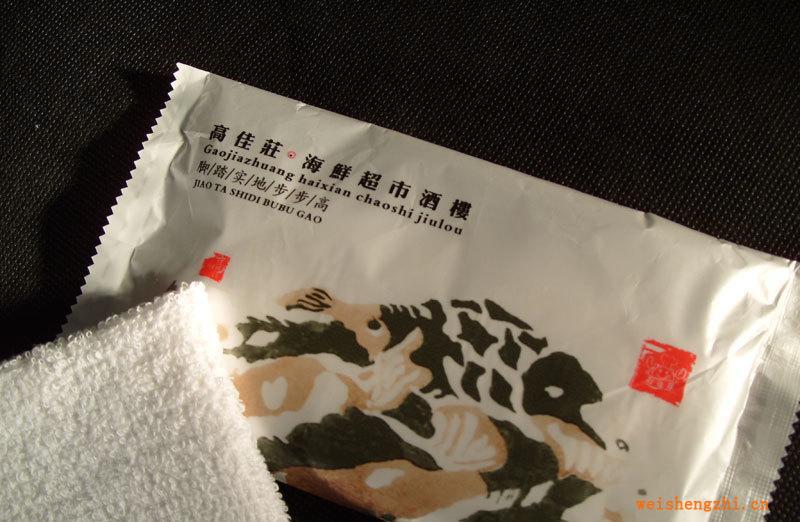 高佳莊·海鮮超市酒樓
Gaojiazhuang haixian chaoshi jiulou
脚/踏/实/地/步/步/高
JIAO TA SHIDI BUBU GAO
weishengzhi.cn